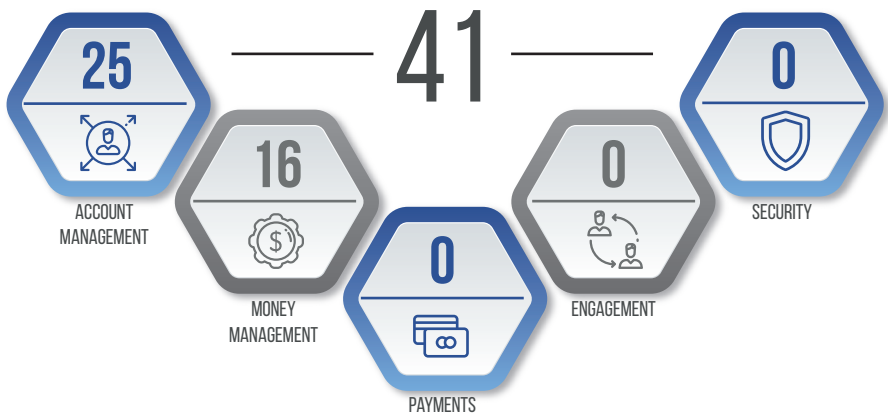 41
25
ACCOUNT
MANAGEMENT
16
$
MONEY
MANAGEMENT
0
PAYMENTS
0
ENGAGEMENT
0
SECURITY